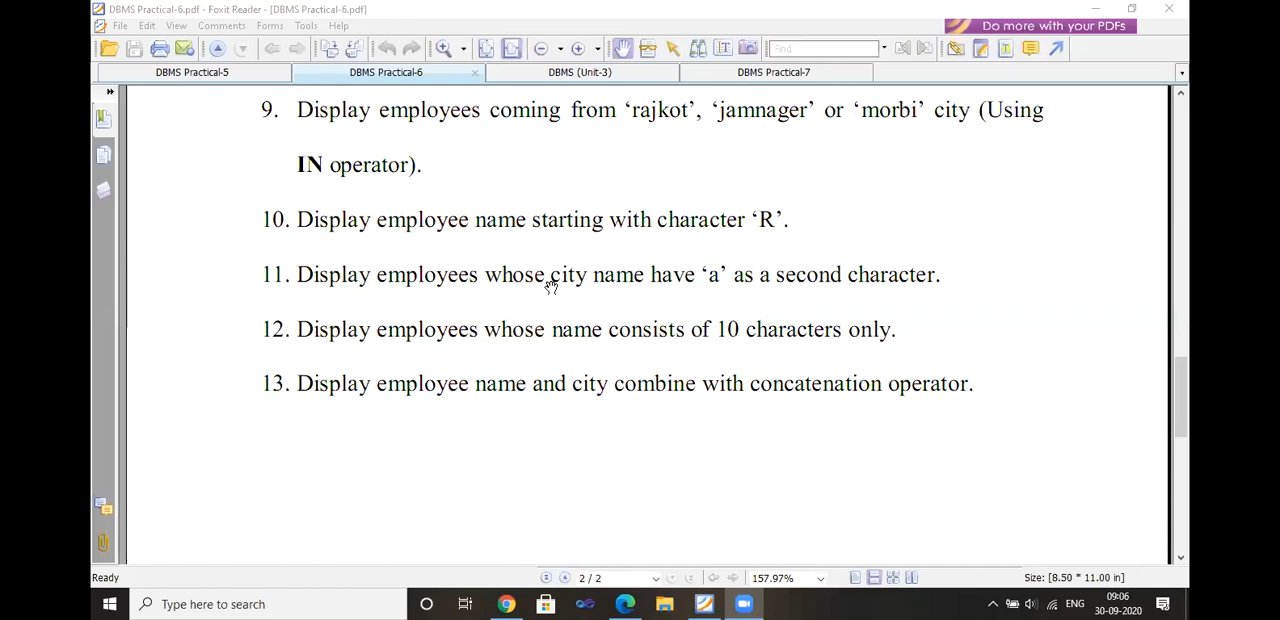 DBMS Practical-6.pdf - Foxit Reader - [DBMS Practical-6.pdf]
File Edit View Comments Forms Tools Help
Do more with your PDFs
Find
DBMS Practical-5 DBMS Practical-6 DBMS (Unit-3) DBMS Practical-7
9. Display employees coming from ‘rajkot’, ‘jamnager’ or ‘morbi’ city (Using
IN operator).
10. Display employee name starting with character ‘R’.
11. Display employees whose city name have ‘a’ as a second character.
12. Display employees whose name consists of 10 characters only.
13. Display employee name and city combine with concatenation operator.
Ready 2 / 2 157.97% Size: [8.50 * 11.00 in]
Type here to search ENG 09:06
30-09-2020